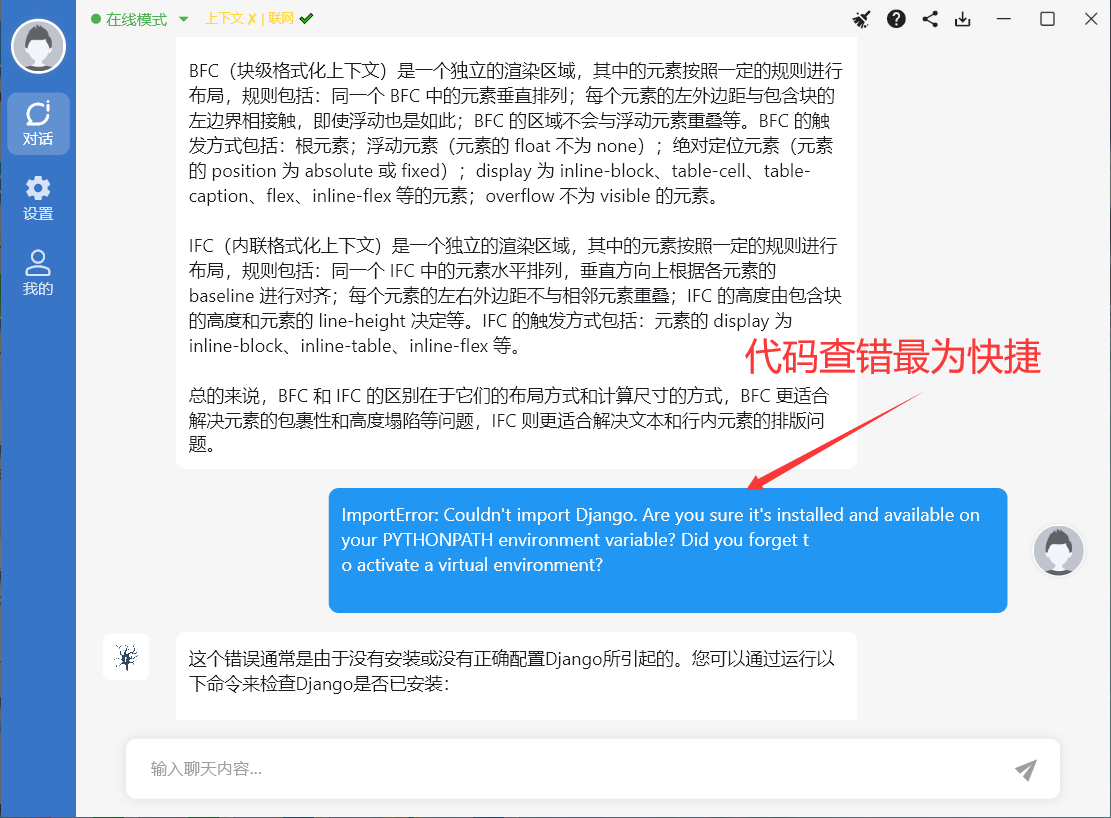 在线模式 上下文 ✗ | 联网 ✔
对话
设置
我的
BFC（块级格式化上下文）是一个独立的渲染区域，其中的元素按照一定的规则进行
布局，规则包括：同一个 BFC 中的元素垂直排列；每个元素的左外边距与包含块的
左边界相接触，即使浮动也是如此；BFC 的区域不会与浮动元素重叠等。BFC 的触
发方式包括：根元素；浮动元素（元素的 float 不为 none）；绝对定位元素（元素
的 position 为 absolute 或 fixed）；display 为 inline-block、table-cell、table-
caption、flex、inline-flex 等的元素；overflow 不为 visible 的元素。
IFC（内联格式化上下文）是一个独立的渲染区域，其中的元素按照一定的规则进行
布局，规则包括：同一个 IFC 中的元素水平排列，垂直方向上根据各元素的
baseline 进行对齐；每个元素的左右外边距不与相邻元素重叠；IFC 的高度由包含块
的高度和元素的 line-height 决定等。IFC 的触发方式包括：元素的 display 为
inline-block、inline-table、inline-flex 等。
代码查错最为快捷
总的来说，BFC 和 IFC 的区别在于它们的布局方式和计算尺寸的方式，BFC 更适合
解决元素的包裹性和高度塌陷等问题，IFC 则更适合解决文本和行内元素的排版问
题。
ImportError: Couldn't import Django. Are you sure it's installed and available on
your PYTHONPATH environment variable? Did you forget t
o activate a virtual environment?
这个错误通常是由于没有安装或没有正确配置Django所引起的。您可以通过运行以
下命令来检查Django是否已安装：
输入聊天内容...